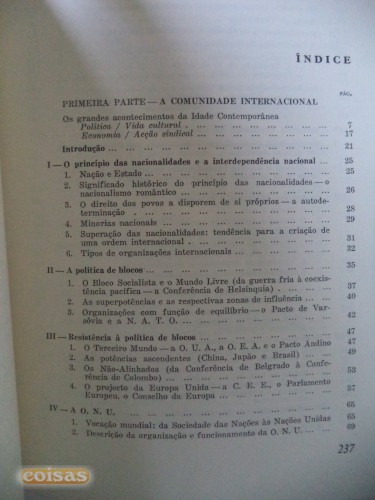 ÍNDICE
PÁG.
PRIMEIRA PARTE — A COMUNIDADE INTERNACIONAL
Os grandes acontecimentos da Idade Contemporânea
Política / Vida cultural ... 7
Economia / Acção sindical ... 17
Introdução ... 21
I — O princípio das nacionalidades e a interdependência nacional ... 25
1. Nação e Estado ... 25
2. Significado histórico do princípio das nacionalidades — o
nacionalismo romântico ... 26
3. O direito dos povos a disporem de si próprios — a autode-
terminação ... 28
4. Minorias nacionais ... 29
5. Superação das nacionalidades: tendência para a criação de
uma ordem internacional ... 31
6. Tipos de organizações internacionais ... 32
II — A política de blocos ... 35
1. O Bloco Socialista e o Mundo Livre (da guerra fria à coexis-
tência pacífica — a Conferência de Helsínquia) ... 37
2. As superpotências e as respectivas zonas de influência ... 40
3. Organizações com função de equilíbrio — o Pacto de Var-
sóvia e a N. A. T. O. ... 42
III — Resistência à política de blocos ... 47
1. O Terceiro Mundo — a O. U. A., a O. E. A. e o Pacto Andino ... 47
2. As potências ascendentes (China, Japão e Brasil)
3. Os Não-Alinhados (da Conferência de Belgrado à Confe-
rência de Colombo) ... 53
4. O projecto da Europa Unida — a C. E. E., o Parlamento
Europeu, o Conselho da Europa ... 60
IV — A O. N. U. ... 65
1. Vocação mundial: da Sociedade das Nações às Nações Unidas ... 65
2. Descrição da organização e funcionamento da O. N. U. ... 69
237
coisas